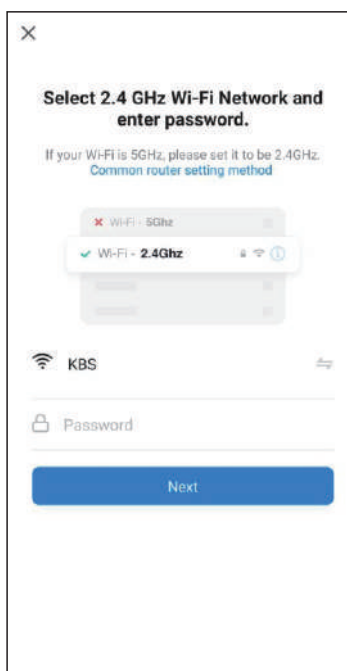 Select 2.4 GHz Wi-Fi Network and
enter password.
If your Wi-Fi is 5GHz, please set it to be 2.4GHz.
Common router setting method
Wi-Fi - 5Ghz
Wi-Fi - 2.4Ghz
KBS
Password
Next